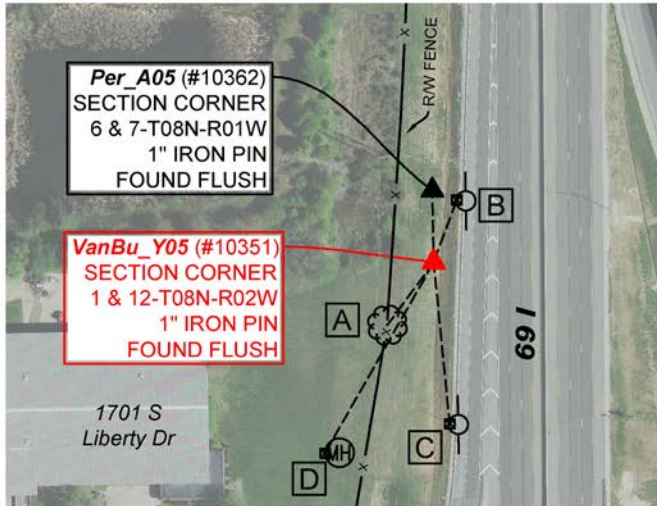 Per_A05 (#10362)
SECTION CORNER
6 & 7-T08N-R01W
1" IRON PIN
FOUND FLUSH
R/W FENCE
x
x
B
VanBu_Y05 (#10351)
SECTION CORNER
1 & 12-T08N-R02W
1" IRON PIN
FOUND FLUSH
A
x
I 69
1701 S
Liberty Dr
C
MH
D
x